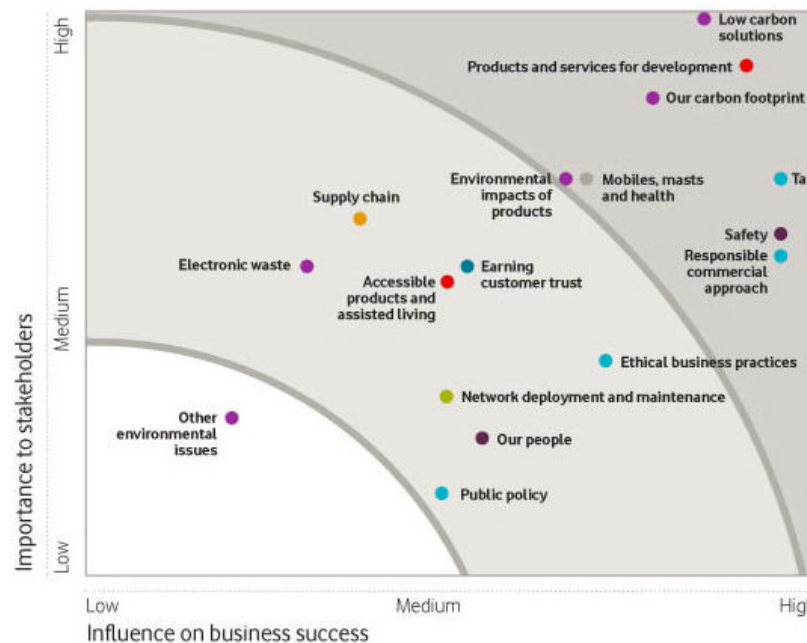 High
Low carbon
solutions
Products and services for development
Our carbon footprint
Environmental
impacts of
products
Mobiles, masts
and health
Ta
Supply chain
Safety
Responsible
commercial
approach
Electronic waste
Earning
customer trust
Accessible
products and
assisted living
Medium
Importance to stakeholders
Ethical business practices
Network deployment and maintenance
Other
environmental
issues
Our people
Public policy
Low
Low
Medium
High
Influence on business success